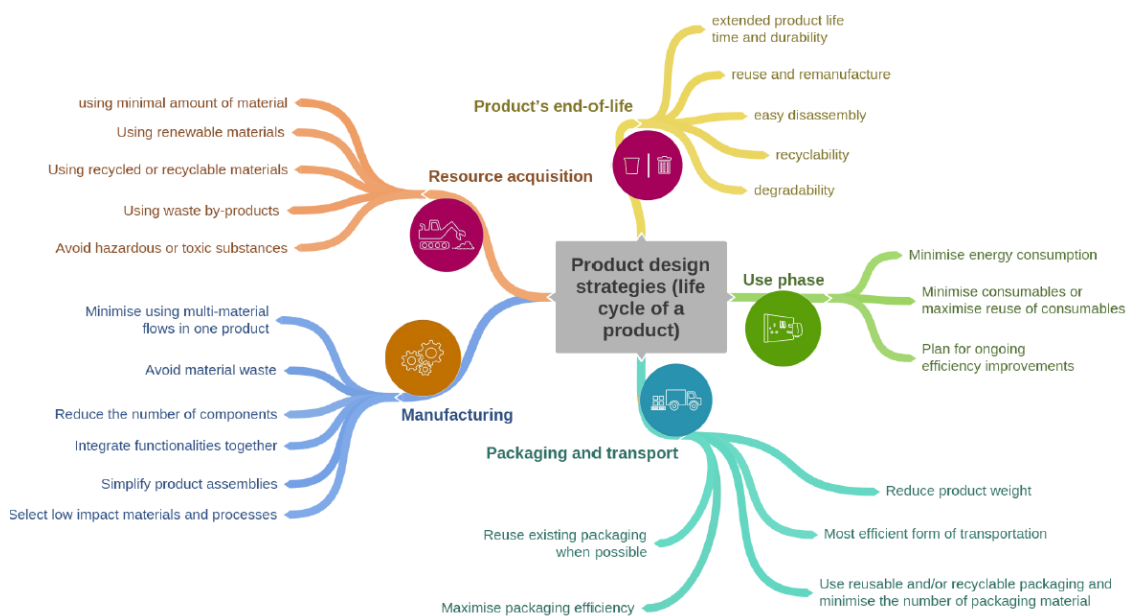 Product design
strategies (life
cycle of a
product)
Product's end-of-life
extended product life
time and durability
reuse and remanufacture
easy disassembly
recyclability
degradability
Use phase
Minimise energy consumption
Minimise consumables or
maximise reuse of consumables
Plan for ongoing
efficiency improvements
Packaging and transport
Reduce product weight
Most efficient form of transportation
Use reusable and/or recyclable packaging and
minimise the number of packaging material
Maximise packaging efficiency
Reuse existing packaging
when possible
Manufacturing
Minimise using multi-material
flows in one product
Avoid material waste
Reduce the number of components
Integrate functionalities together
Simplify product assemblies
Select low impact materials and processes
Resource acquisition
using minimal amount of material
Using renewable materials
Using recycled or recyclable materials
Using waste by-products
Avoid hazardous or toxic substances